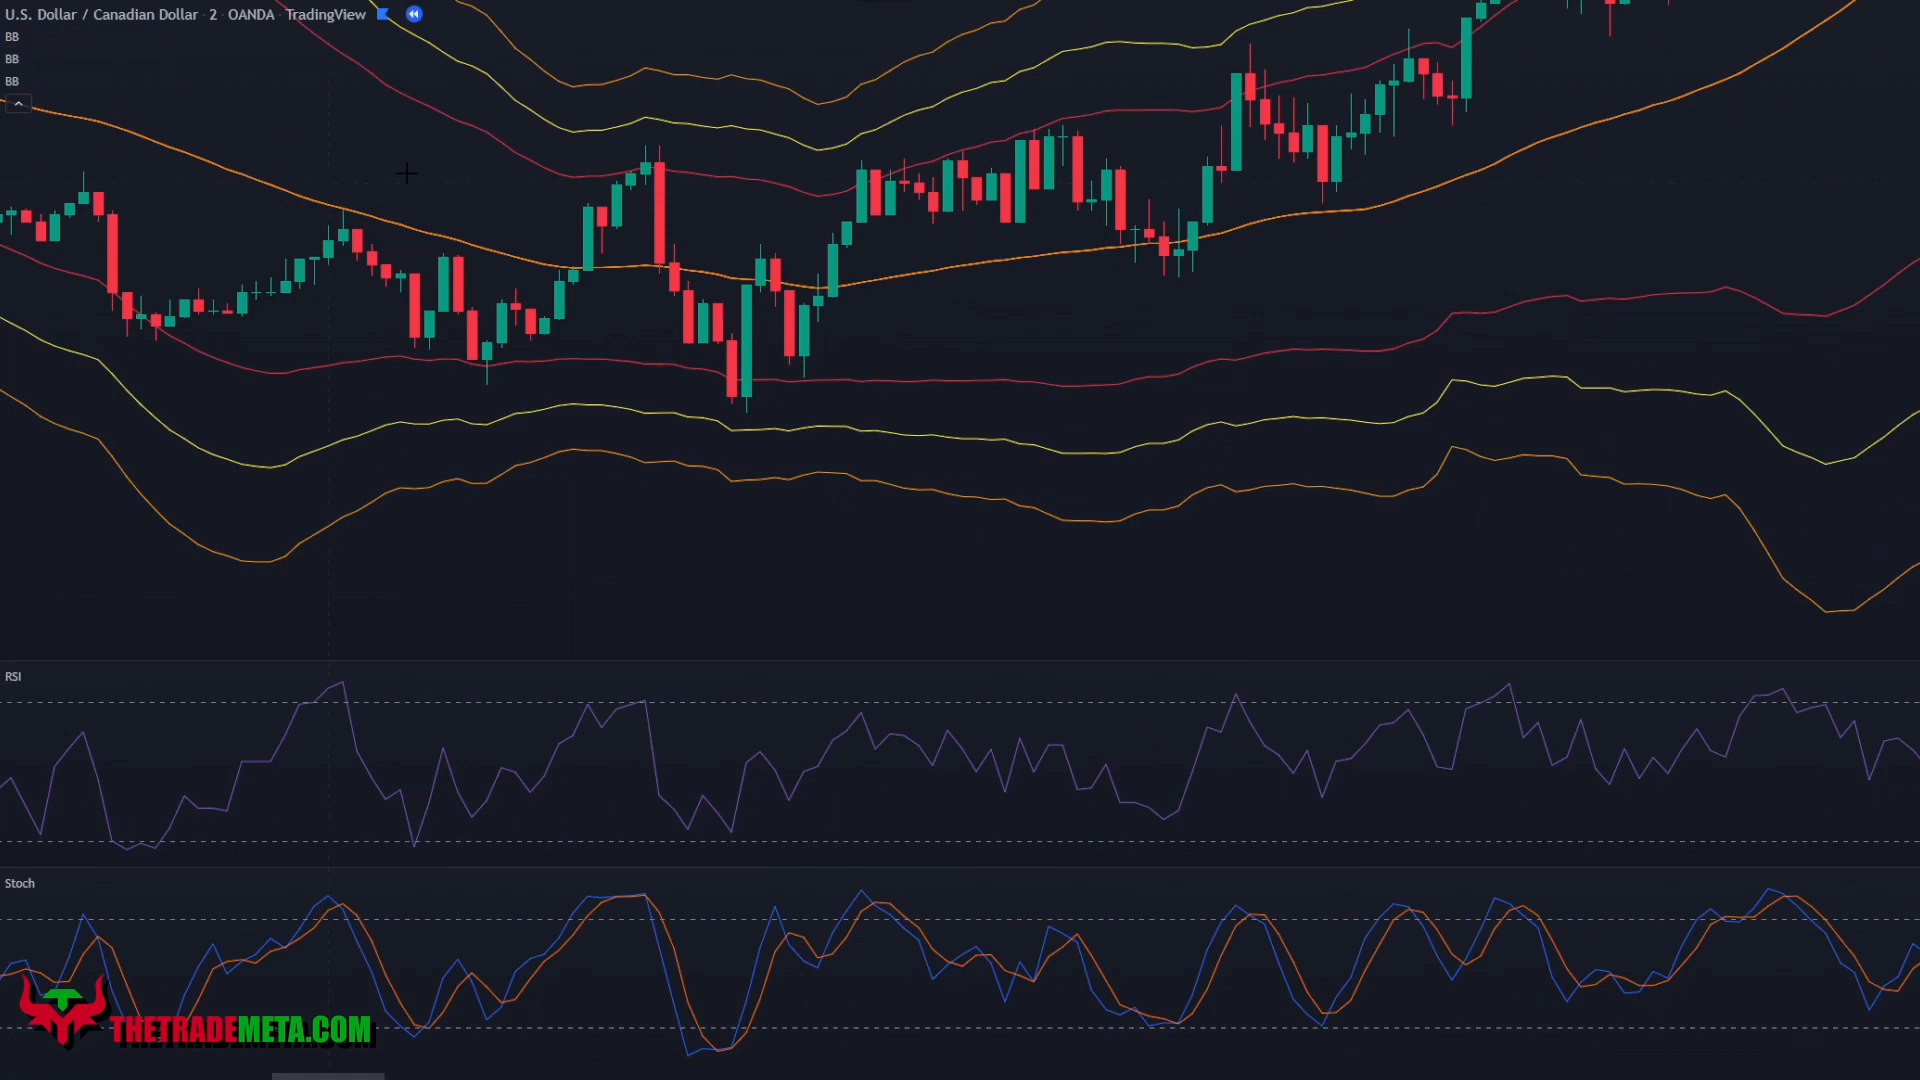 U.S. Dollar / Canadian Dollar · 2 · OANDA · TradingView
BB
BB
BB
RSI
Stoch
THETRADEMETA.COM